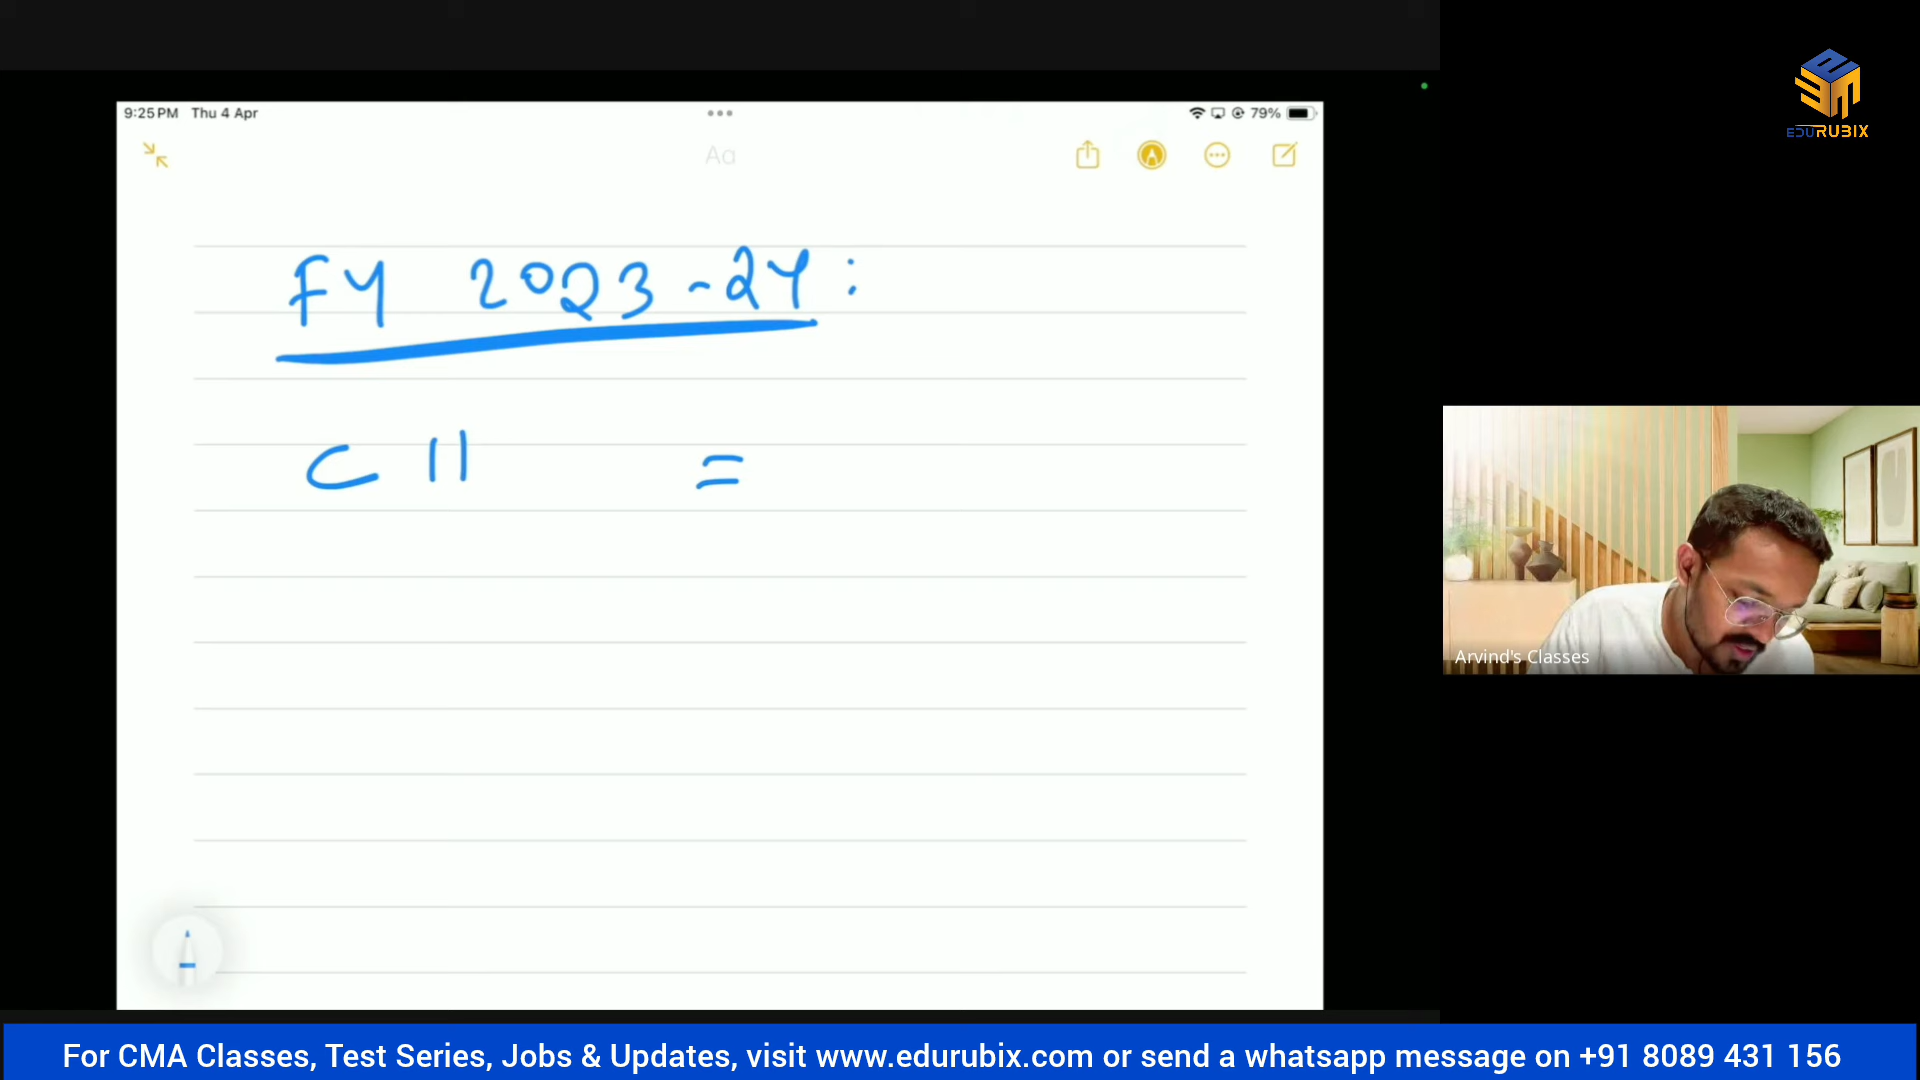 9:25 PM Thu 4 Apr
79%
Aa
EDURUBIX
FY 2023-24:
CII =
Arvind's Classes
For CMA Classes, Test Series, Jobs & Updates, visit www.edurubix.com or send a whatsapp message on +91 8089 431 156